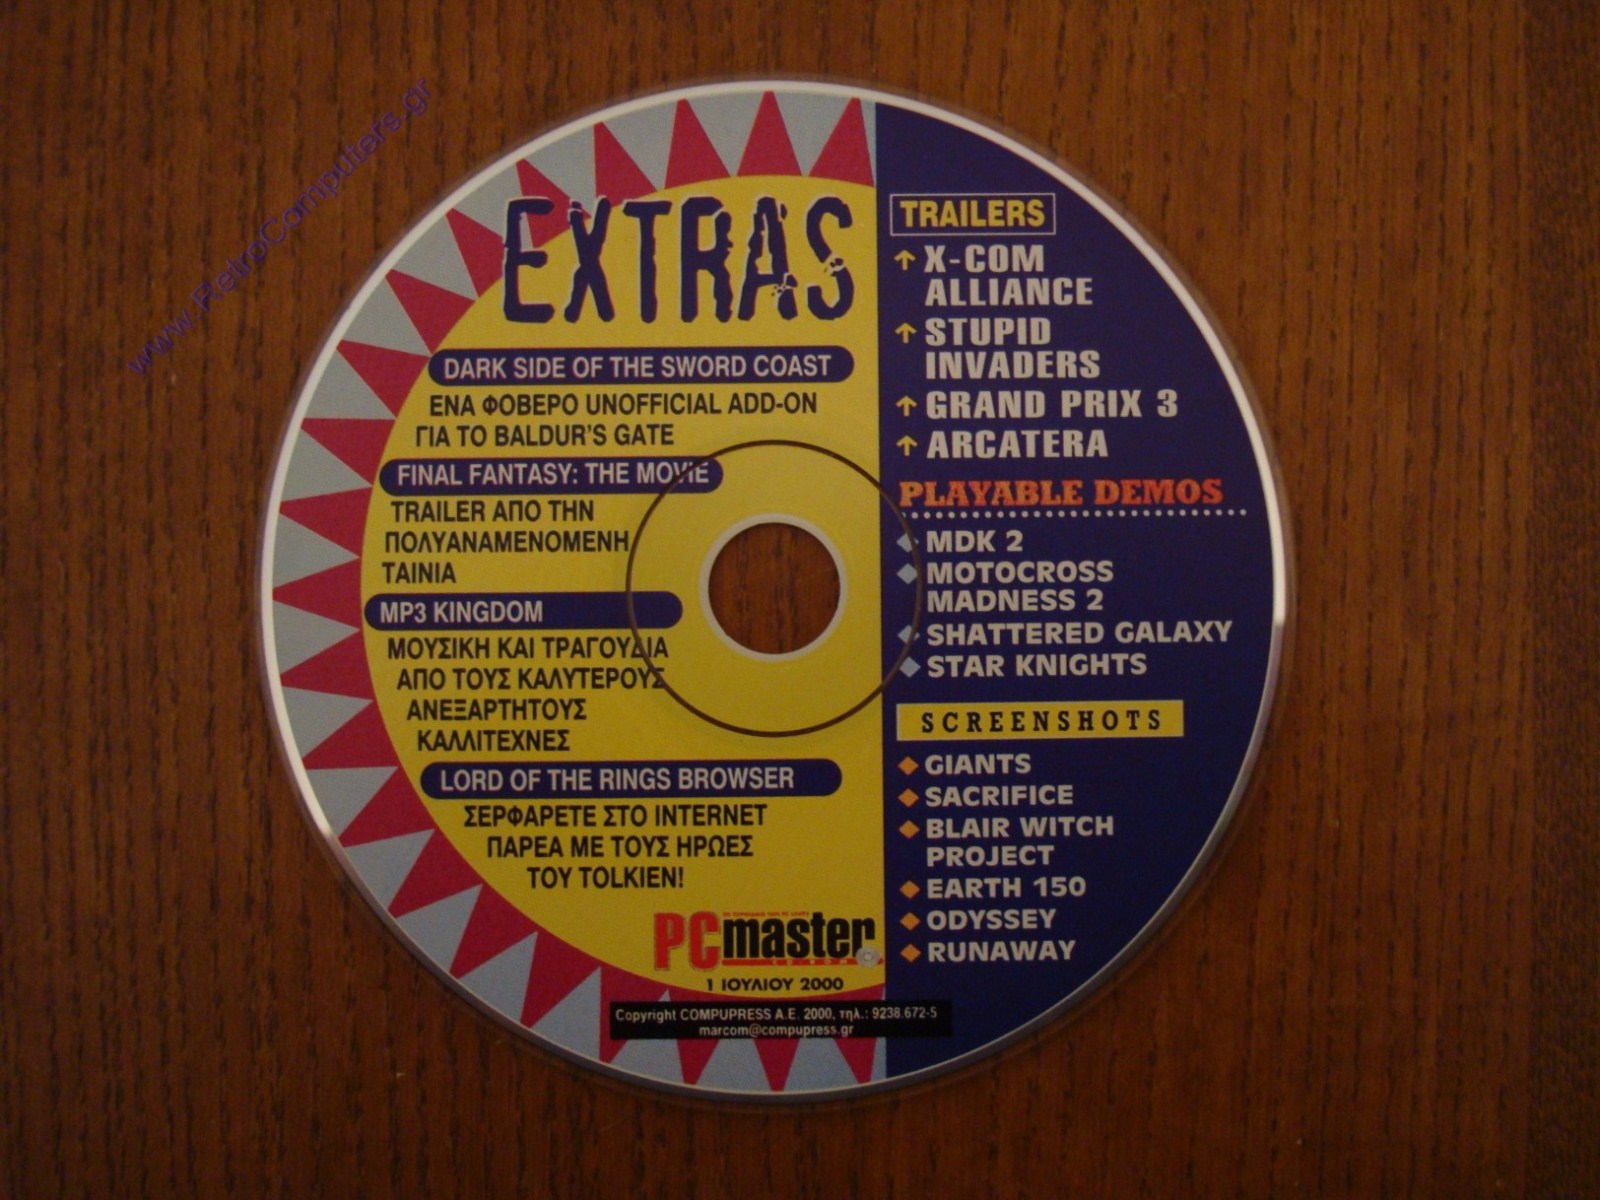 www.RetroComputers.gr
EXTRAS
DARK SIDE OF THE SWORD COAST
ΕΝΑ ΦΟΒΕΡΟ UNOFFICIAL ADD-ON
ΓΙΑ ΤΟ BALDUR'S GATE
FINAL FANTASY: THE MOVIE
TRAILER ΑΠΟ ΤΗΝ
ΠΟΛΥΑΝΑΜΕΝΟΜΕΝΗ
ΤΑΙΝΙΑ
MP3 KINGDOM
ΜΟΥΣΙΚΗ ΚΑΙ ΤΡΑΓΟΥΔΙΑ
ΑΠΟ ΤΟΥΣ ΚΑΛΥΤΕΡΟΥΣ
ΑΝΕΞΑΡΤΗΤΟΥΣ
ΚΑΛΛΙΤΕΧΝΕΣ
LORD OF THE RINGS BROWSER
ΣΕΡΦΑΡΕΤΕ ΣΤΟ INTERNET
ΠΑΡΕΑ ΜΕ ΤΟΥΣ ΗΡΩΕΣ
ΤΟΥ TOLKIEN!
PC master
1 ΙΟΥΛΙΟΥ 2000
Copyright COMPUPRESS A.E. 2000, τηλ.: 9238.672-5
marcom@compupress.gr
TRAILERS
X-COM
ALLIANCE
STUPID
INVADERS
GRAND PRIX 3
ARCATERA
PLAYABLE DEMOS
MDK 2
MOTOCROSS
MADNESS 2
SHATTERED GALAXY
STAR KNIGHTS
SCREENSHOTS
GIANTS
SACRIFICE
BLAIR WITCH
PROJECT
EARTH 150
ODYSSEY
RUNAWAY